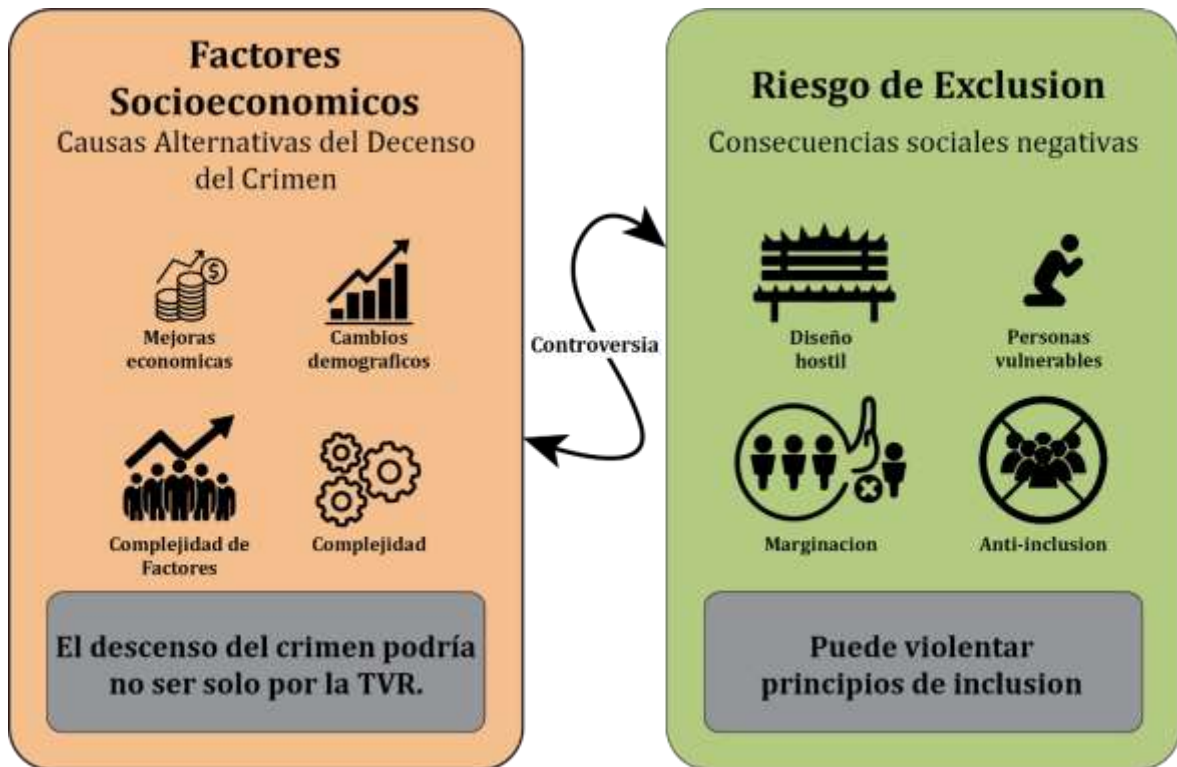 Factores
Socioeconomicos
Causas Alternativas del Decenso
del Crimen
$
Mejoras
economicas
Cambios
demograficos
Complejidad de
Factores
Complejidad
El descenso del crimen podría
no ser solo por la TVR.
Controversia
Riesgo de Exclusion
Consecuencias sociales negativas
Diseño
hostil
Personas
vulnerables
Marginacion
Anti-inclusion
Puede violentar
principios de inclusion